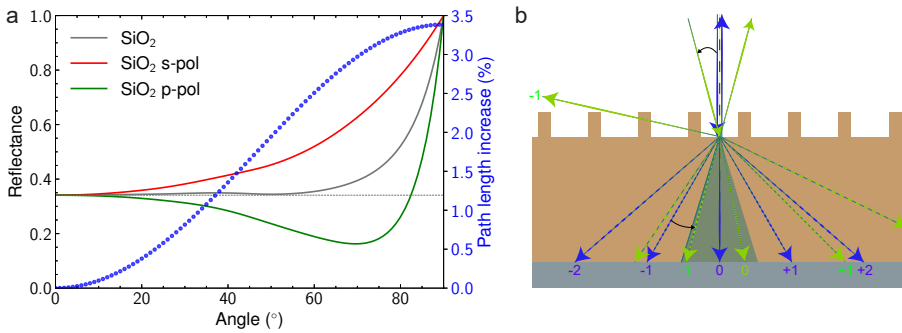 a
b
Reflectance
1.0
0.8
0.6
0.4
0.2
0.0
SiO2
SiO2 s-pol
SiO2 p-pol
3.5
3.0
2.5
2.0
1.5
1.0
0.5
0.0
Path length increase (%)
0 20 40 60 80
Angle (°)
-1
-2 -1 -1 0 0 +1 +1 +2